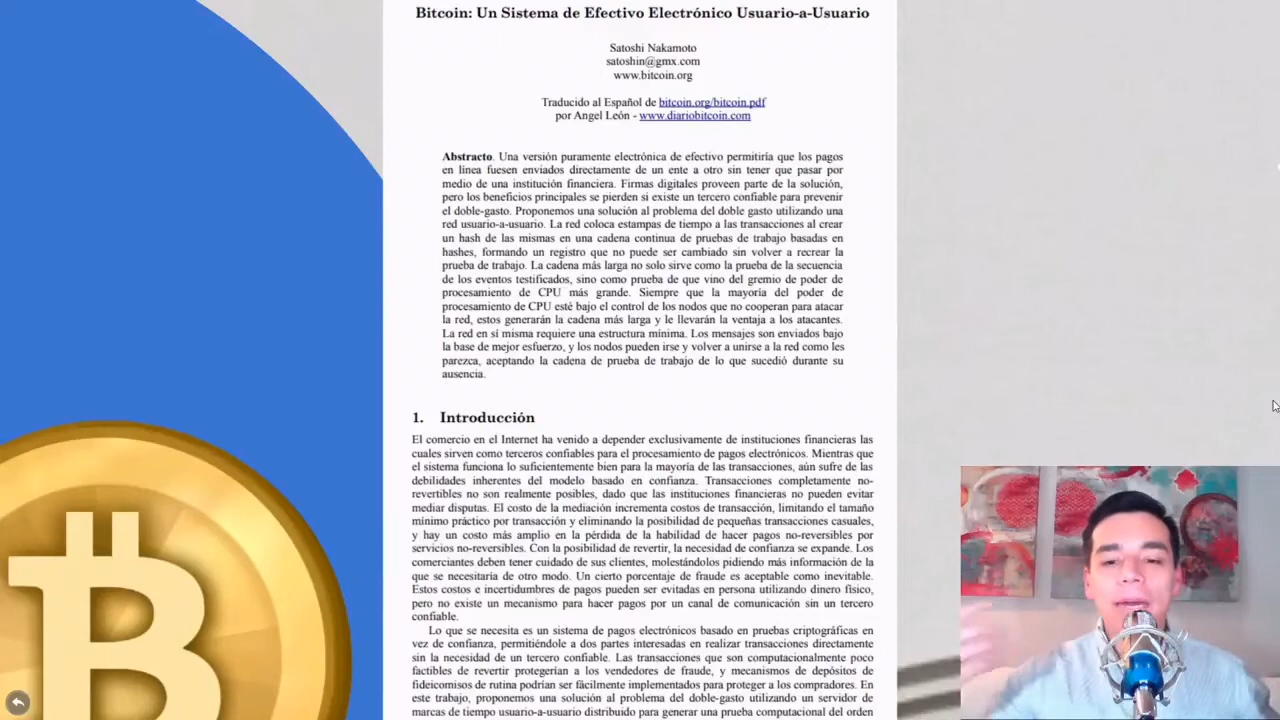 Bitcoin: Un Sistema de Efectivo Electrónico Usuario-a-Usuario
Satoshi Nakamoto
satoshin@gmx.com
www.bitcoin.org
Traducido al Español de bitcoin.org/bitcoin.pdf
por Angel León - www.diariobitcoin.com
Abstracto. Una versión puramente electrónica de efectivo permitiría que los pagos
en línea fuesen enviados directamente de un ente a otro sin tener que pasar por
medio de una institución financiera. Firmas digitales proveen parte de la solución,
pero los beneficios principales se pierden si existe un tercero confiable para prevenir
el doble-gasto. Proponemos una solución al problema del doble gasto utilizando una
red usuario-a-usuario. La red coloca estampas de tiempo a las transacciones al crear
un hash de las mismas en una cadena continua de pruebas de trabajo basadas en
hashes, formando un registro que no puede ser cambiado sin volver a recrear la
prueba de trabajo. La cadena más larga no solo sirve como la prueba de la secuencia
de los eventos testificados, sino como prueba de que vino del gremio de poder de
procesamiento de CPU más grande. Siempre que la mayoría del poder de
procesamiento de CPU esté bajo el control de los nodos que no cooperan para atacar
la red, estos generarán la cadena más larga y le llevarán la ventaja a los atacantes.
La red en sí misma requiere una estructura mínima. Los mensajes son enviados bajo
la base de mejor esfuerzo, y los nodos pueden irse y volver a unirse a la red como les
parezca, aceptando la cadena de prueba de trabajo de lo que sucedió durante su
ausencia.
1. Introducción
El comercio en el Internet ha venido a depender exclusivamente de instituciones financieras las
cuales sirven como terceros confiables para el procesamiento de pagos electrónicos. Mientras que
el sistema funciona lo suficientemente bien para la mayoría de las transacciones, aún sufre de las
debilidades inherentes del modelo basado en confianza. Transacciones completamente no-
revertibles no son realmente posibles, dado que las instituciones financieras no pueden evitar
mediar disputas. El costo de la mediación incrementa costos de transacción, limitando el tamaño
mínimo práctico por transacción y eliminando la posibilidad de pequeñas transacciones casuales,
y hay un costo más amplio en la pérdida de la habilidad de hacer pagos no-reversibles por
servicios no-reversibles. Con la posibilidad de revertir, la necesidad de confianza se expande. Los
comerciantes deben tener cuidado de sus clientes, molestándolos pidiendo más información de la
que se necesitaría de otro modo. Un cierto porcentaje de fraude es aceptable como inevitable.
Estos costos e incertidumbres de pagos pueden ser evitadas en persona utilizando dinero físico,
pero no existe un mecanismo para hacer pagos por un canal de comunicación sin un tercero
confiable.
Lo que se necesita es un sistema de pagos electrónicos basado en pruebas criptográficas en
vez de confianza, permitiéndole a dos partes interesadas en realizar transacciones directamente
sin la necesidad de un tercero confiable. Las transacciones que son computacionalmente poco
factibles de revertir protegerían a los vendedores de fraude, y mecanismos de depósitos de
fideicomisos de rutina podrían ser fácilmente implementados para proteger a los compradores. En
este trabajo, proponemos una solución al problema del doble-gasto utilizando un servidor de
marcas de tiempo usuario-a-usuario distribuido para generar una prueba computacional del orden